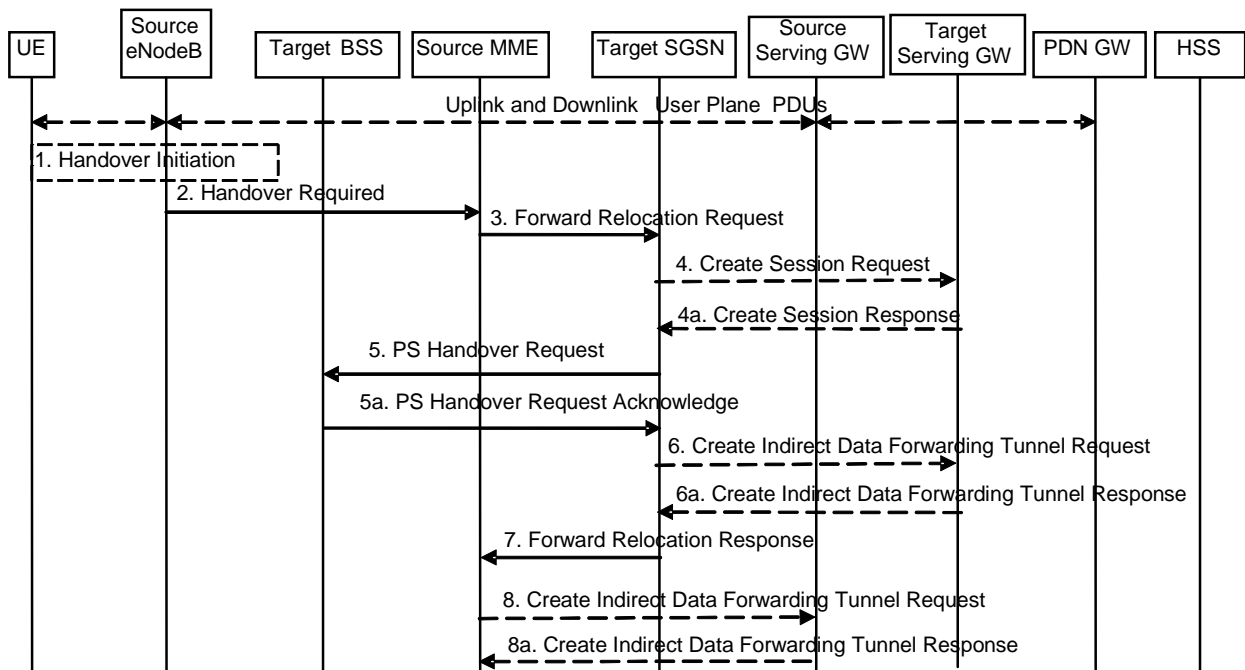 UE
Source
eNodeB
Target BSS
Source MME
Target SGSN
Source
Serving GW
Target
Serving GW
PDN GW
HSS
Uplink and Downlink User Plane PDUs
1. Handover Initiation
2. Handover Required
3. Forward Relocation Request
4. Create Session Request
4a. Create Session Response
5. PS Handover Request
5a. PS Handover Request Acknowledge
6. Create Indirect Data Forwarding Tunnel Request
6a. Create Indirect Data Forwarding Tunnel Response
7. Forward Relocation Response
8. Create Indirect Data Forwarding Tunnel Request
8a. Create Indirect Data Forwarding Tunnel Response